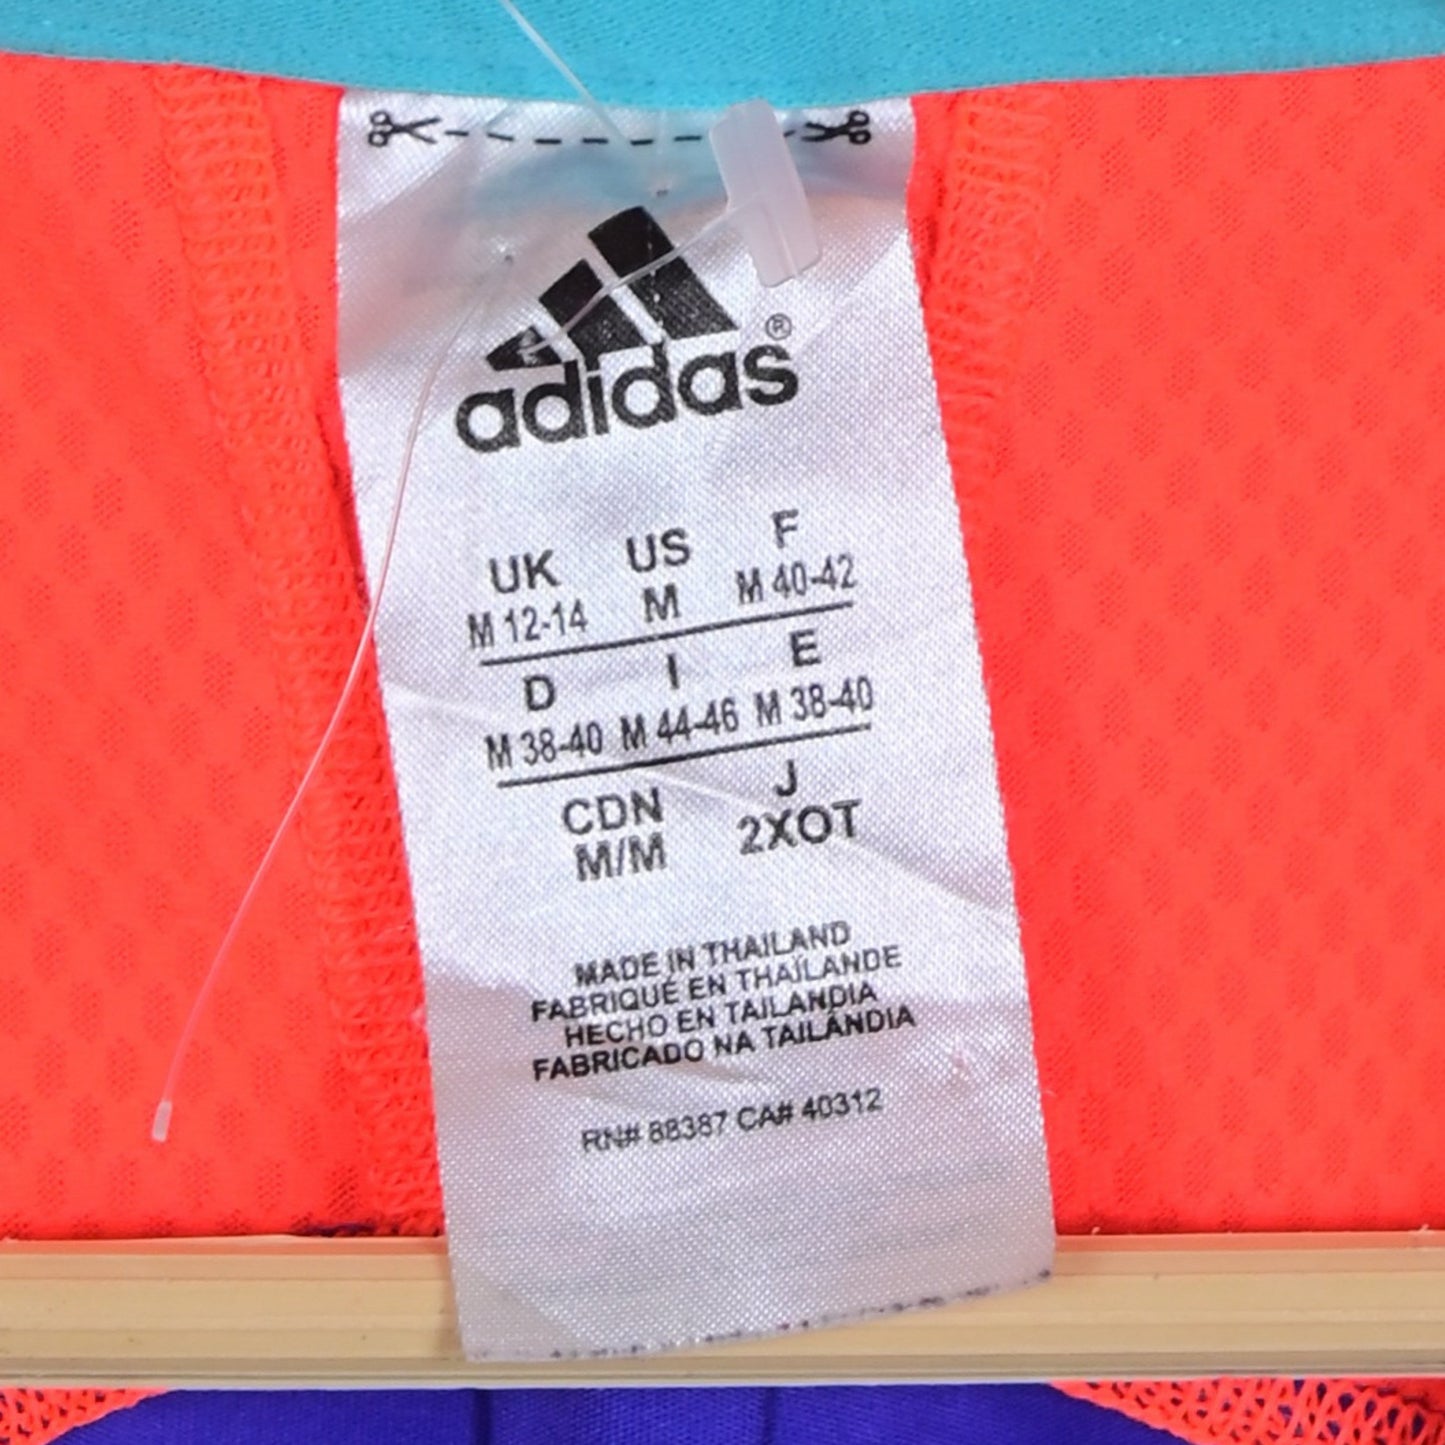 adidas®
UK US F
M 12-14 M M 40-42
D I E
M 38-40 M 44-46 M 38-40
CDN J
M/M 2XOT
MADE IN THAILAND
FABRIQUÉ EN THAÏLANDE
HECHO EN TAILANDIA
FABRICADO NA TAILÂNDIA
RN# 88387 CA# 40312